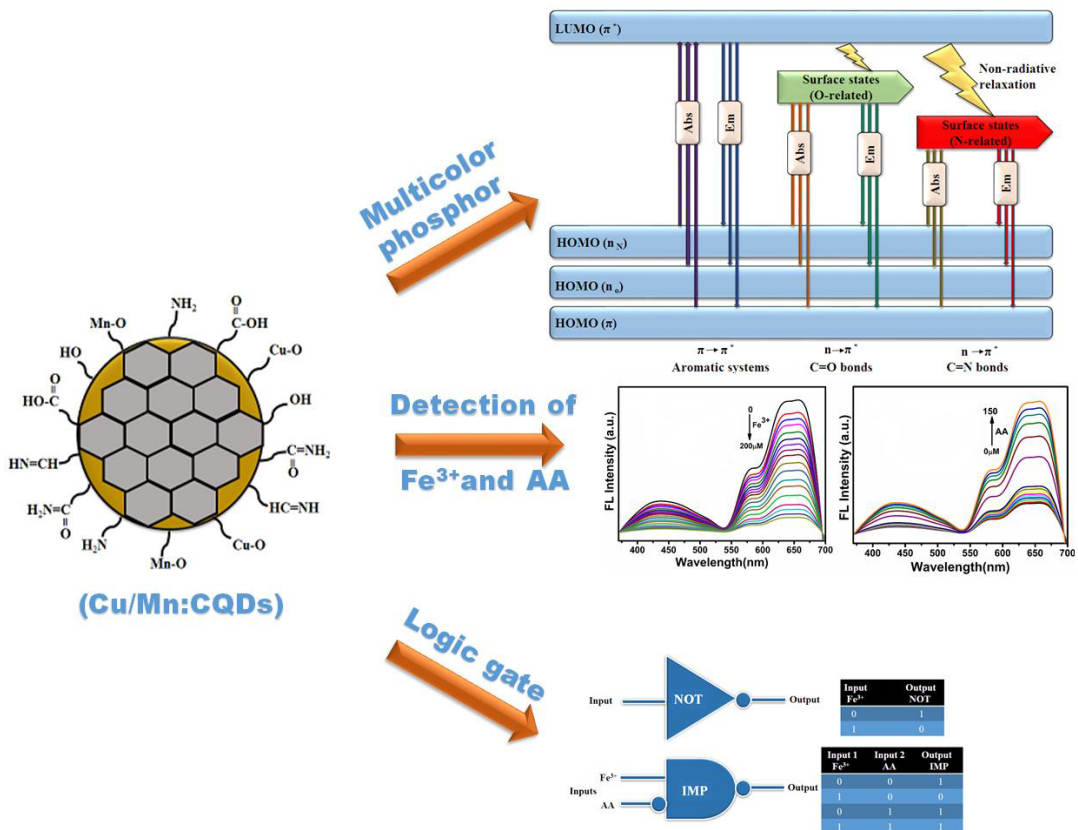 LUMO (π*)
Non-radiative
relaxation
Surface states
(O-related)
Surface states
(N-related)
Abs
Em
Abs
Em
Abs
Em
HOMO (n N)
HOMO (n o)
HOMO (π)
π→π*
Aromatic systems
n→π*
C=O bonds
n→π*
C=N bonds
Multicolor
phosphor
NH2
O
C-OH
Mn-O
Cu-O
HO
O
HO-C
OH
HN=CH
C=NH2
O
H2N=C
O
HC=NH
H2N
Cu-O
Mn-O
(Cu/Mn:CQDs)
Detection of
Fe3+and AA
FL Intensity (a.u.)
0
Fe3+
200μM
400 450 500 550 600 650 700
Wavelength(nm)
FL Intensity (a.u.)
150
AA
0μM
400 450 500 550 600 650 700
Wavelength(nm)
Logic gate
Input
NOT
Output
Input Output
Fe3+ NOT
0 1
1 0
Fe3+
Inputs
AA
IMP
Output
Input 1 Input 2 Output
Fe3+ AA IMP
0 0 1
1 0 0
0 1 1
1 1 1